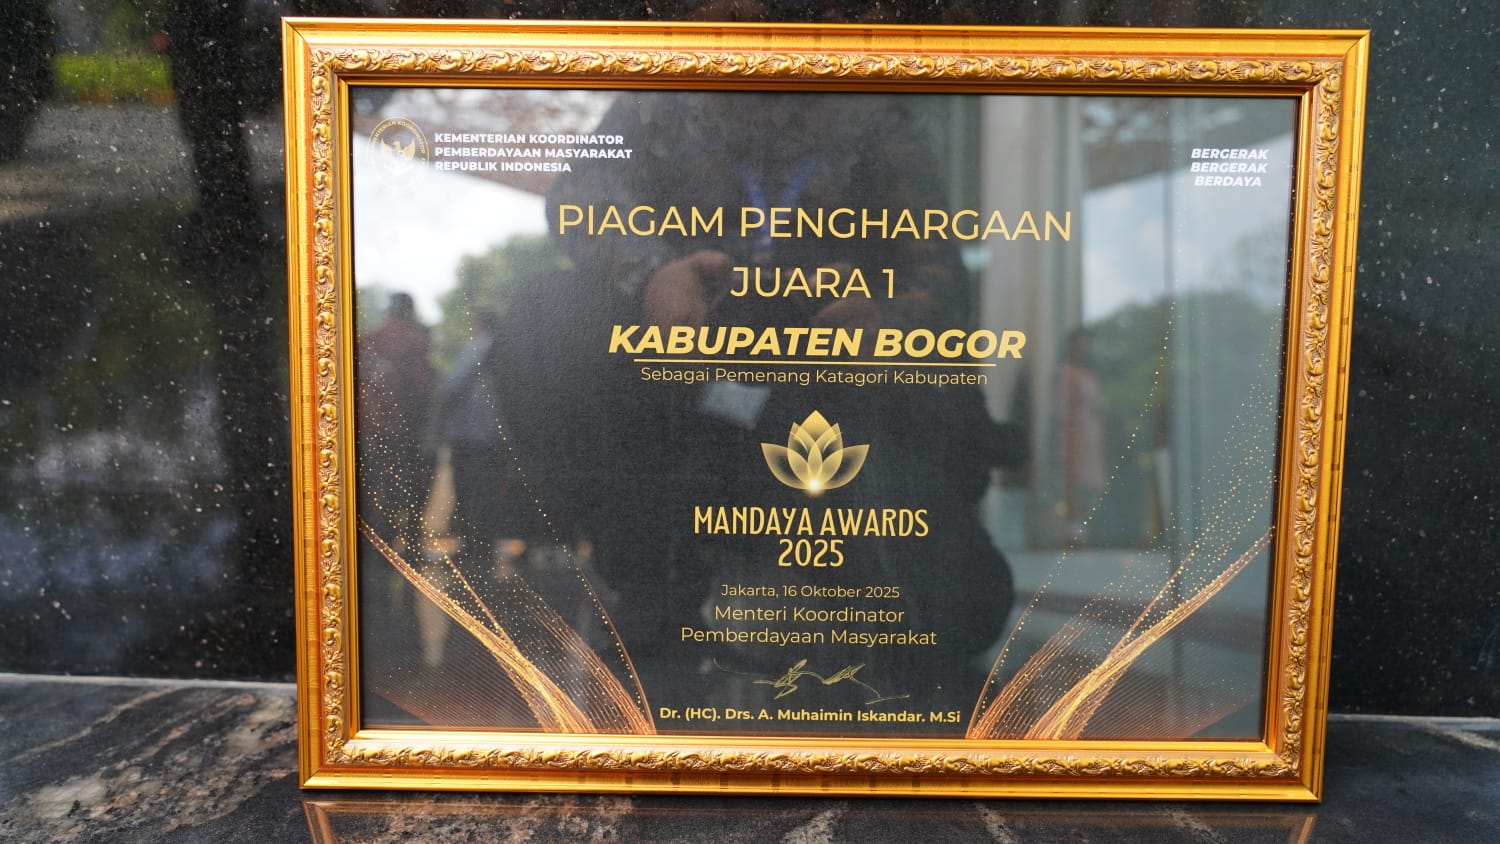 KEMENTERIAN KOORDINATOR
PEMBERDAYAAN MASYARAKAT
REPUBLIK INDONESIA
BERGERAK
BERGERAK
BERDAYA
PIAGAM PENGHARGAAN
JUARA 1
KABUPATEN BOGOR
Sebagai Pemenang Katagori Kabupaten
MANDAYA AWARDS
2025
Jakarta, 16 Oktober 2025
Menteri Koordinator
Pemberdayaan Masyarakat
Dr. (HC). Drs. A. Muhaimin Iskandar. M.Si